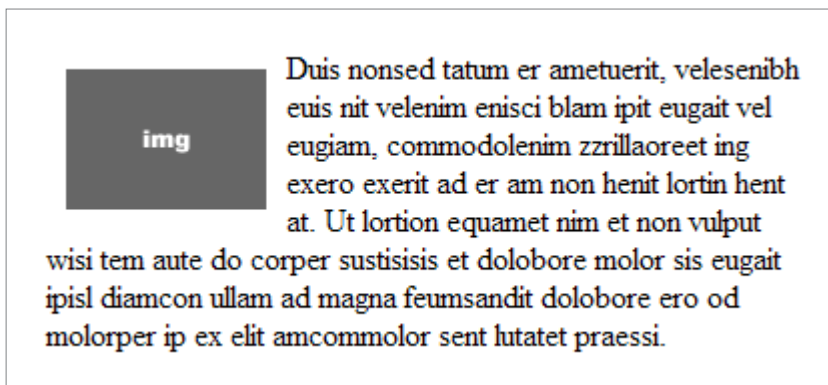 img
Duis nonsed tatum er ametuerit, velesenibh
euis nit velenim enisci blam ipit eugait vel
eugiam, commodolenim zzrillaoreet ing
exero exerit ad er am non henit lortin hent
at. Ut lortion equamet nim et non vulput
wisi tem aute do corper sustisisis et dolobore molor sis eugait
ipisl diamcon ullam ad magna feumsandit dolobore ero od
molorper ip ex elit amcommolor sent lutatet praessi.